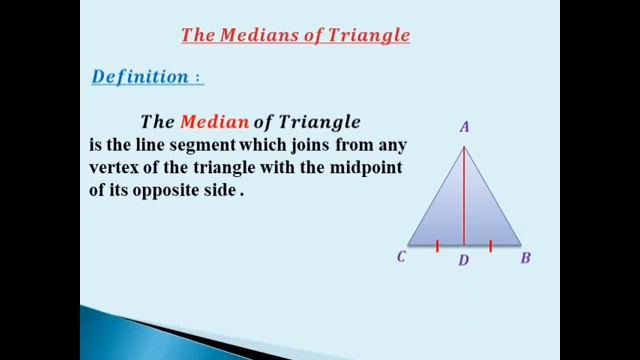 The Medians of Triangle
Definition :
The Median of Triangle
is the line segment which joins from any
vertex of the triangle with the midpoint
of its opposite side .
A
C
D
B